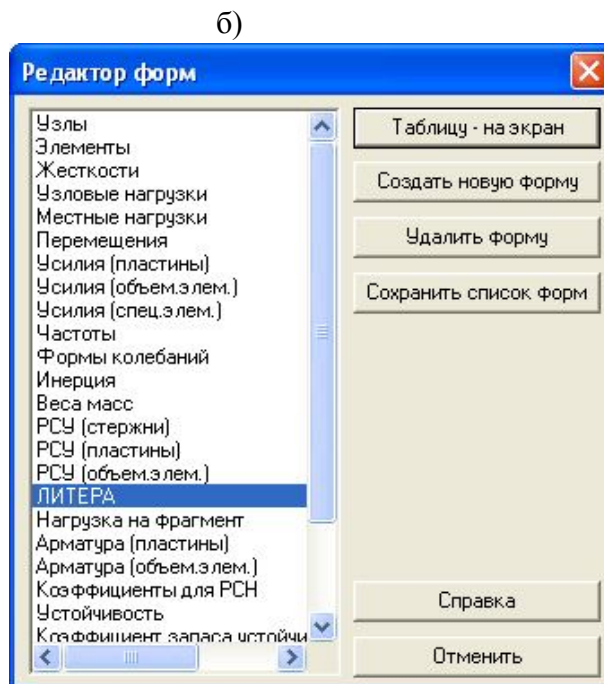 б)
Редактор форм
Узлы
Элементы
Жесткости
Узловые нагрузки
Местные нагрузки
Перемещения
Усилия (пластины)
Усилия (объем.элем.)
Усилия (спец.элем.)
Частоты
Формы колебаний
Инерция
Веса масс
РСУ (стержни)
РСУ (пластины)
РСУ (объем.элем.)
ЛИТЕРА
Нагрузка на фрагмент
Арматура (пластины)
Арматура (объем.элем.)
Коэффициенты для РСН
Устойчивость
Коэффициент запаса устойчи
Таблицу - на экран
Создать новую форму
Удалить форму
Сохранить список форм
Справка
Отменить